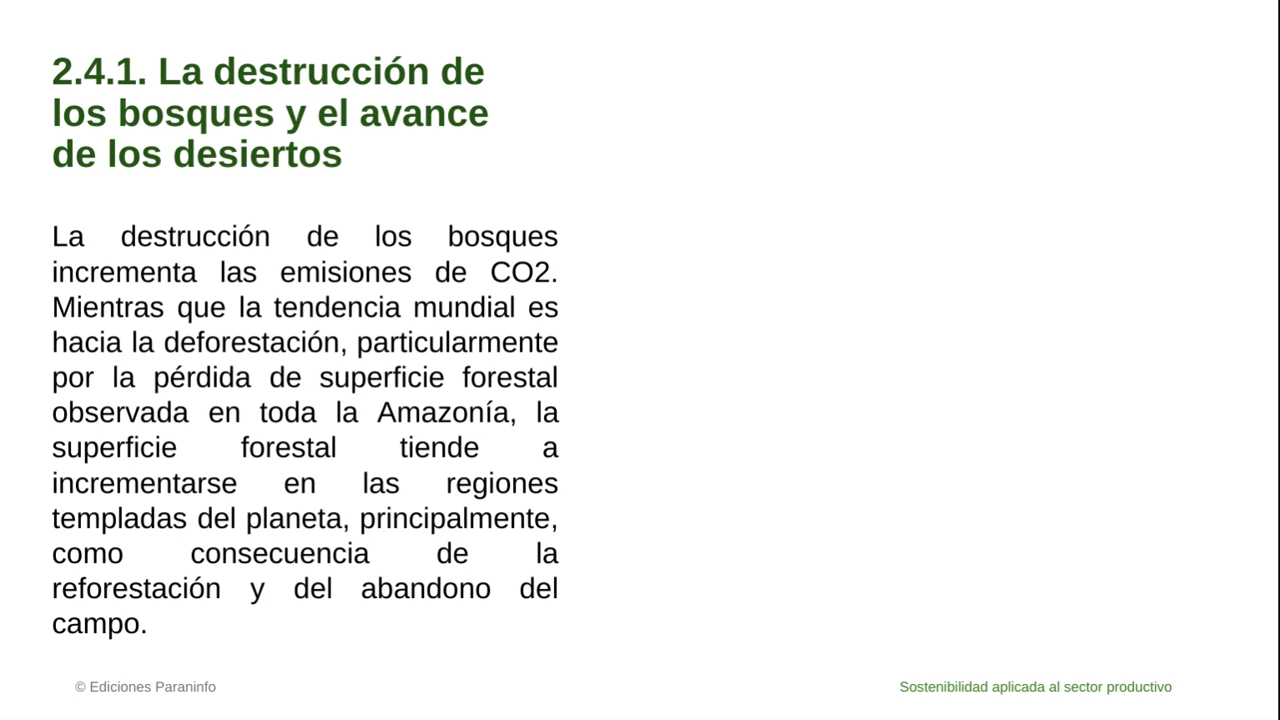 2.4.1. La destrucción de
los bosques y el avance
de los desiertos
La destrucción de los bosques
incrementa las emisiones de CO2.
Mientras que la tendencia mundial es
hacia la deforestación, particularmente
por la pérdida de superficie forestal
observada en toda la Amazonía, la
superficie forestal tiende a
incrementarse en las regiones
templadas del planeta, principalmente,
como consecuencia de la
reforestación y del abandono del
campo.
© Ediciones Paraninfo
Sostenibilidad aplicada al sector productivo